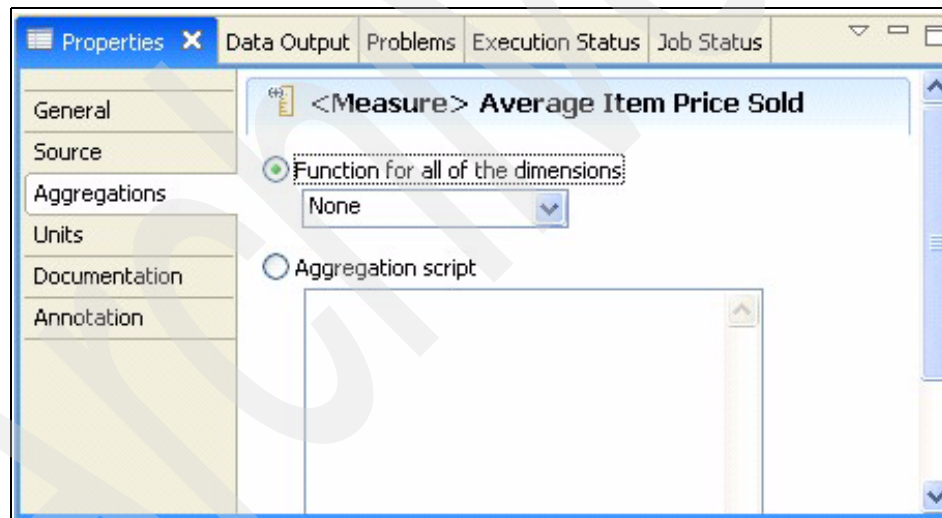 Properties Data Output Problems Execution Status Job Status
<Measure> Average Item Price Sold
General
Source
Aggregations
Units
Documentation
Annotation
Function for all of the dimensions
None
Aggregation script